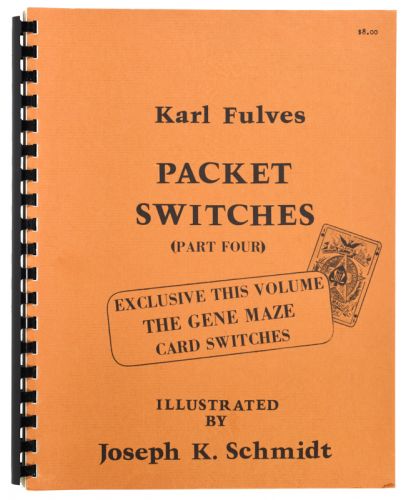 $8.00
Karl Fulves
PACKET
SWITCHES
(PART FOUR)
EXCLUSIVE THIS VOLUME
THE GENE MAZE
CARD SWITCHES
ILLUSTRATED
BY
Joseph K. Schmidt